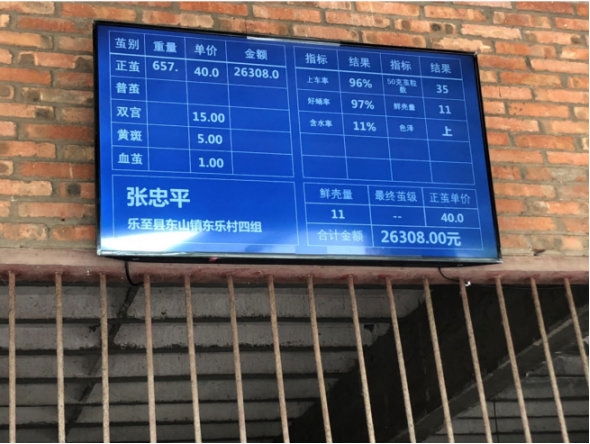 茧别 重量 单价 金额
正茧 657. 40.0 26308.0
普茧
双宫 15.00
黄斑 5.00
血茧 1.00
指标 结果 指标 结果
上车率 96% 50克茧粒数 35
好蛹率 97% 鲜壳量 11
含水率 11% 色泽 上
张忠平
乐至县东山镇东乐村四组
鲜壳量 最终茧级 正茧单价
11 -- 40.0
合计金额 26308.00元